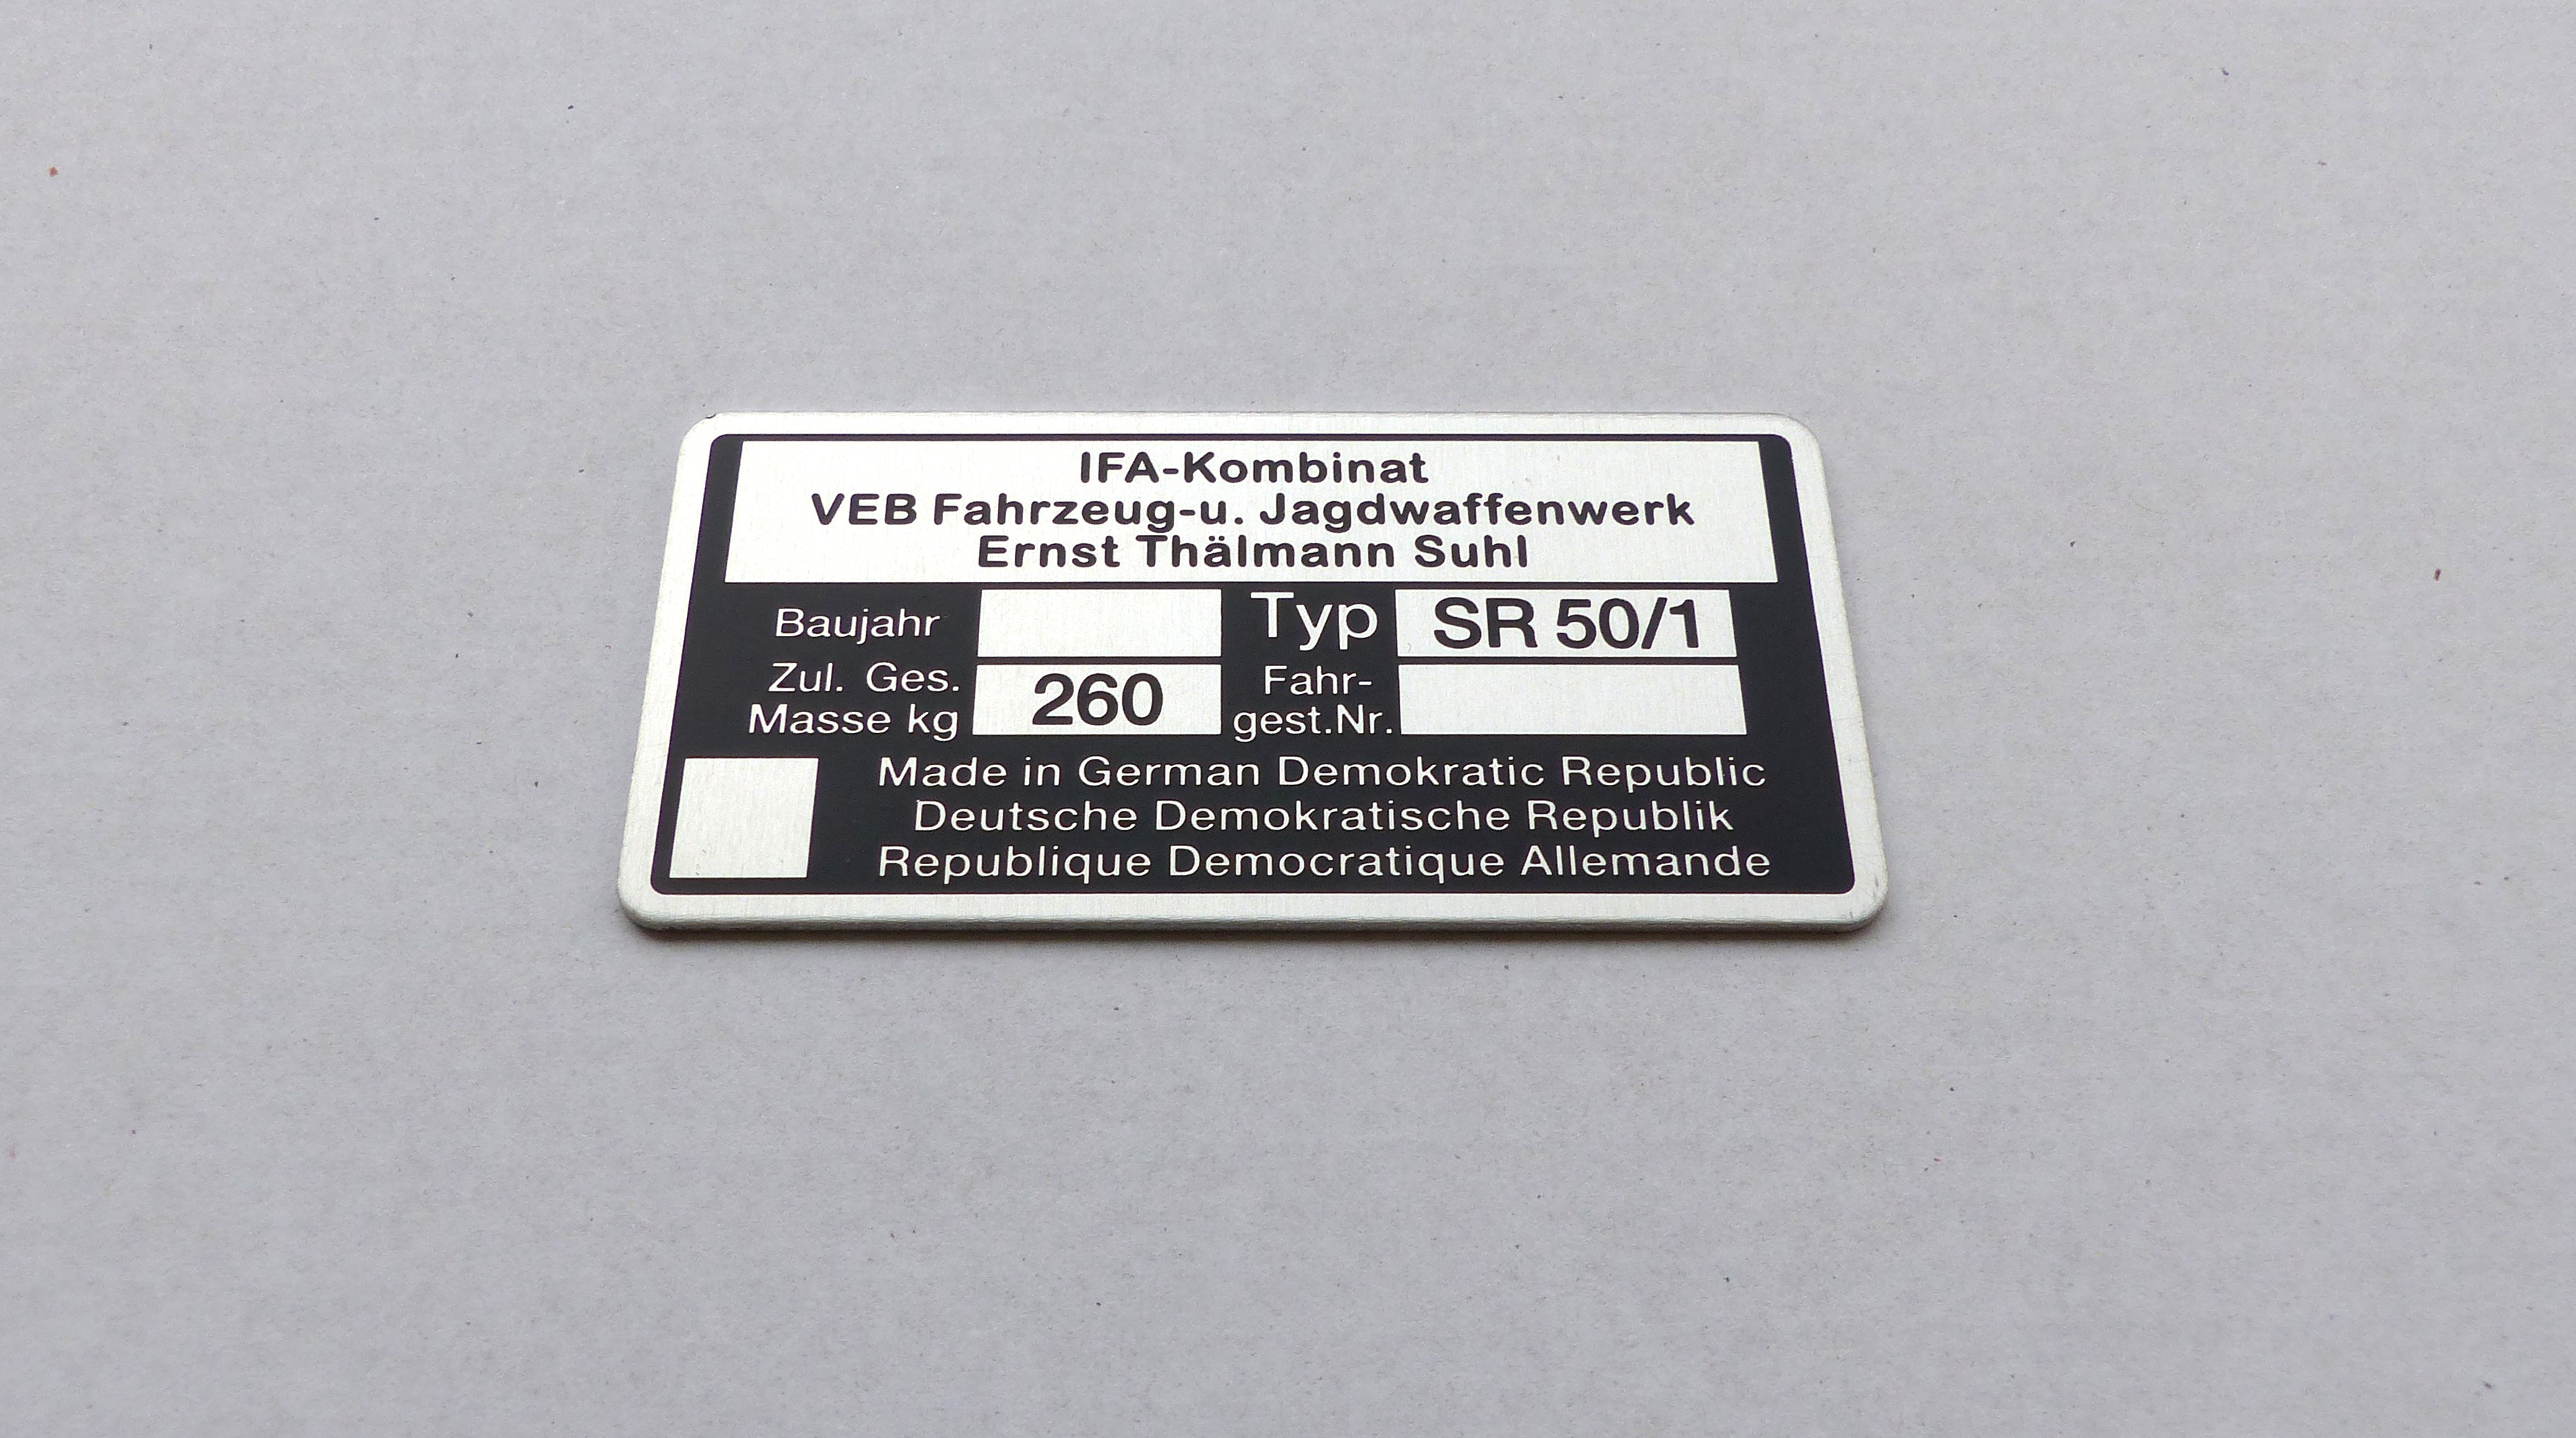 IFA-Kombinat
VEB Fahrzeug-u. Jagdwaffenwerk
Ernst Thälmann Suhl
Baujahr
Typ SR 50/1
Zul. Ges.
Masse kg 260
Fahr-
gest.Nr.
Made in German Demokratic Republic
Deutsche Demokratische Republik
Republique Democratique Allemande